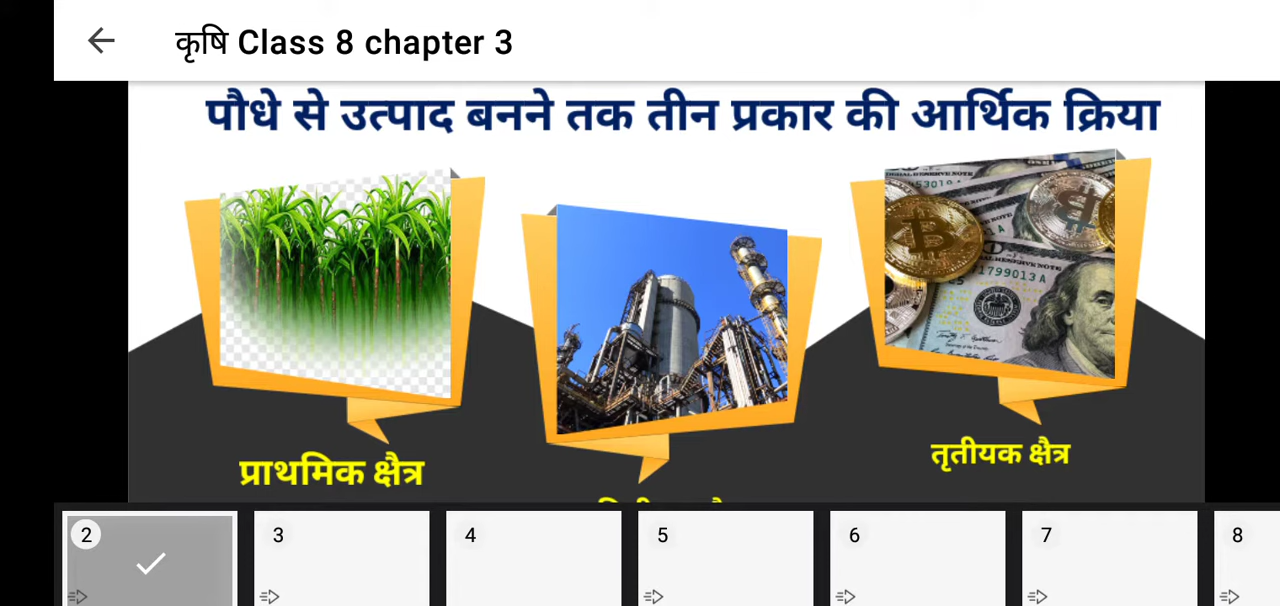 कृषि Class 8 chapter 3
पौधे से उत्पाद बनने तक तीन प्रकार की आर्थिक क्रिया
प्राथमिक क्षैत्र
तृतीयक क्षैत्र
2
3
4
5
6
7
8